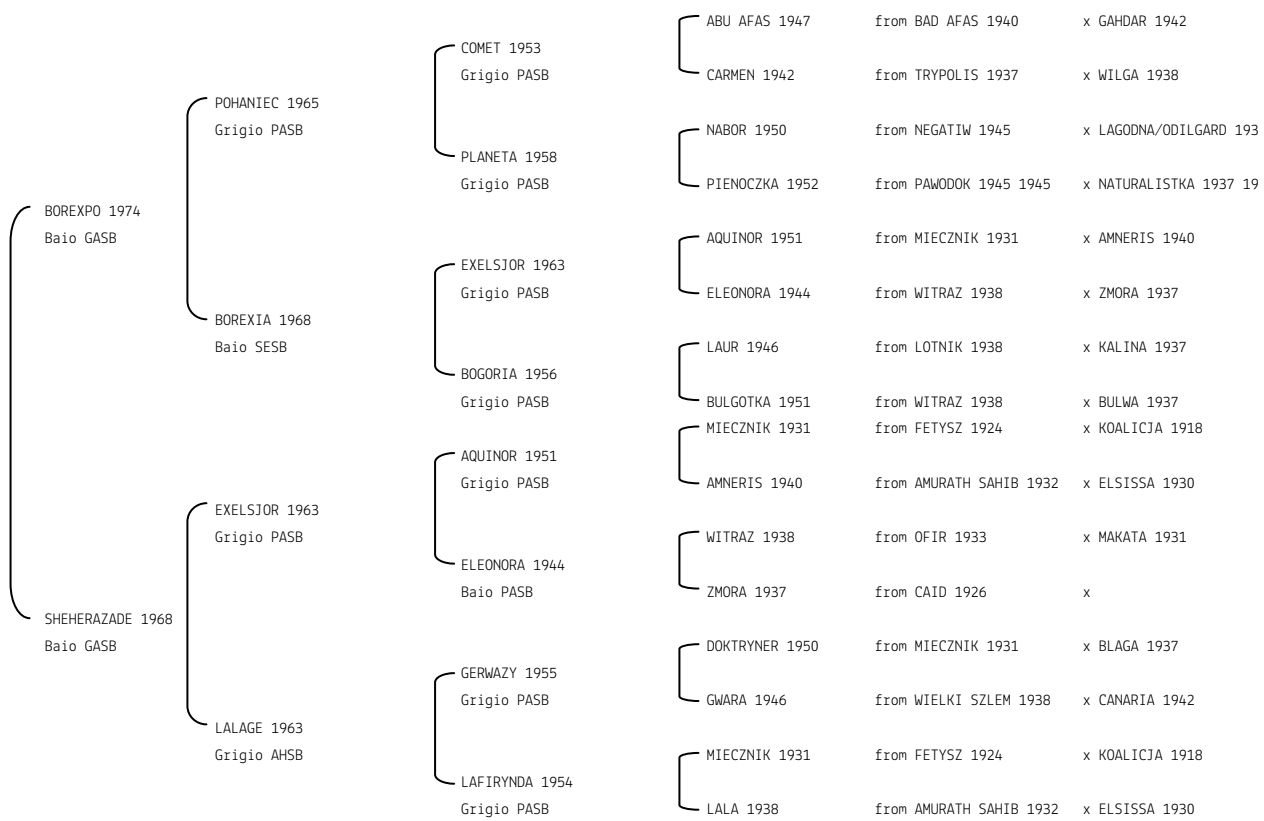 ABU AFAS 1947 from BAD AFAS 1940 x GAHDAR 1942
COMET 1953
Grigio PASB
CARMEN 1942 from TRYPOLIS 1937 x WILGA 1938
POHANIEC 1965
Grigio PASB
NABOR 1950 from NEGATIW 1945 x LAGODNA/ODILGARD 193
PLANETA 1958
Grigio PASB
PIENOCZKA 1952 from PAWODOK 1945 1945 x NATURALISTKA 1937 19
BOREXPO 1974
Baio GASB
AQUINOR 1951 from MIECZNIK 1931 x AMNERIS 1940
EXELSJOR 1963
Grigio PASB
ELEONORA 1944 from WITRAZ 1938 x ZMORA 1937
BOREXIA 1968
Baio SESB
LAUR 1946 from LOTNIK 1938 x KALINA 1937
BOGORIA 1956
Grigio PASB
BULGOTKA 1951 from WITRAZ 1938 x BULWA 1937
MIECZNIK 1931 from FETYSZ 1924 x KOALICJA 1918
AQUINOR 1951
Grigio PASB
AMNERIS 1940 from AMURATH SAHIB 1932 x ELSISSA 1930
EXELSJOR 1963
Grigio PASB
WITRAZ 1938 from OFIR 1933 x MAKATA 1931
ELEONORA 1944
Baio PASB
ZMORA 1937 from CAID 1926 x
SHEHERAZADE 1968
Baio GASB
DOKTRYNER 1950 from MIECZNIK 1931 x BLAGA 1937
GERWAZY 1955
Grigio PASB
GWARA 1946 from WIELKI SZLEM 1938 x CANARIA 1942
LALAGE 1963
Grigio AHSB
MIECZNIK 1931 from FETYSZ 1924 x KOALICJA 1918
LAFIRYNDA 1954
Grigio PASB
LALA 1938 from AMURATH SAHIB 1932 x ELSISSA 1930